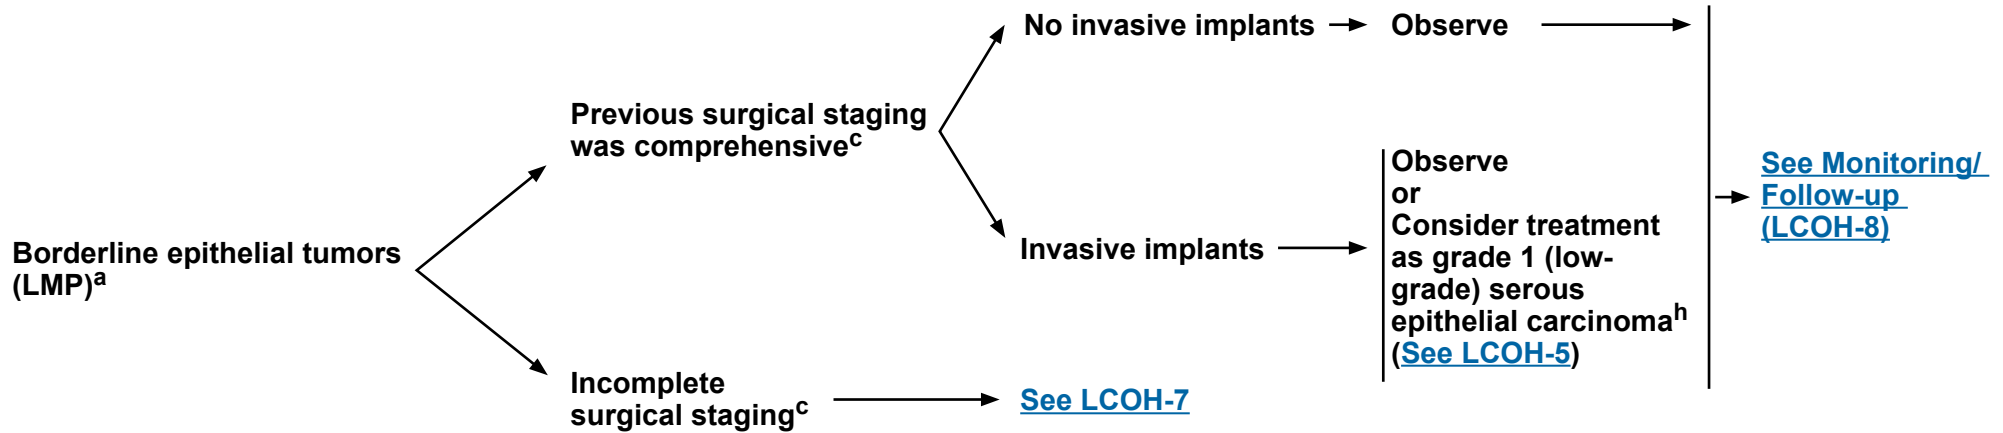 Borderline epithelial tumors
(LMP)a
Previous surgical staging
was comprehensivec
No invasive implants
Observe
Invasive implants
Observe
or
Consider treatment
as grade 1 (low-
grade) serous
epithelial carcinomah
(See LCOH-5)
See Monitoring/
Follow-up
(LCOH-8)
Incomplete
surgical stagingc
See LCOH-7